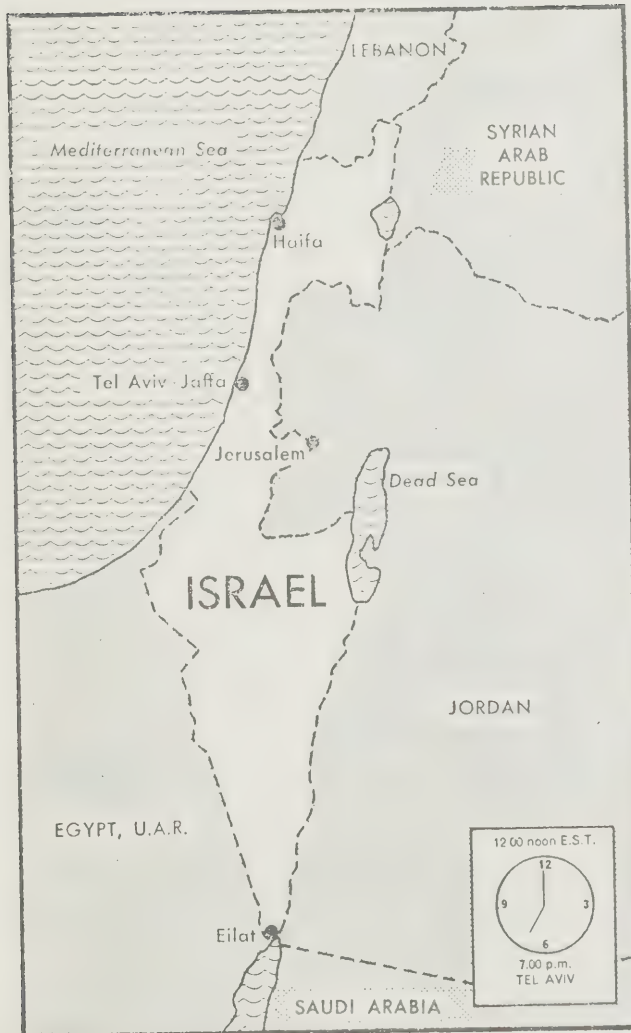 LEBANON
Mediterranean Sea
SYRIAN
ARAB
REPUBLIC
Haifa
Tel Aviv-Jaffa
Jerusalem
Dead Sea
ISRAEL
JORDAN
EGYPT, U.A.R.
12 00 noon E.S.T.
12
9
3
6
7.00 p.m.
TEL AVIV
Eilat
SAUDI ARABIA